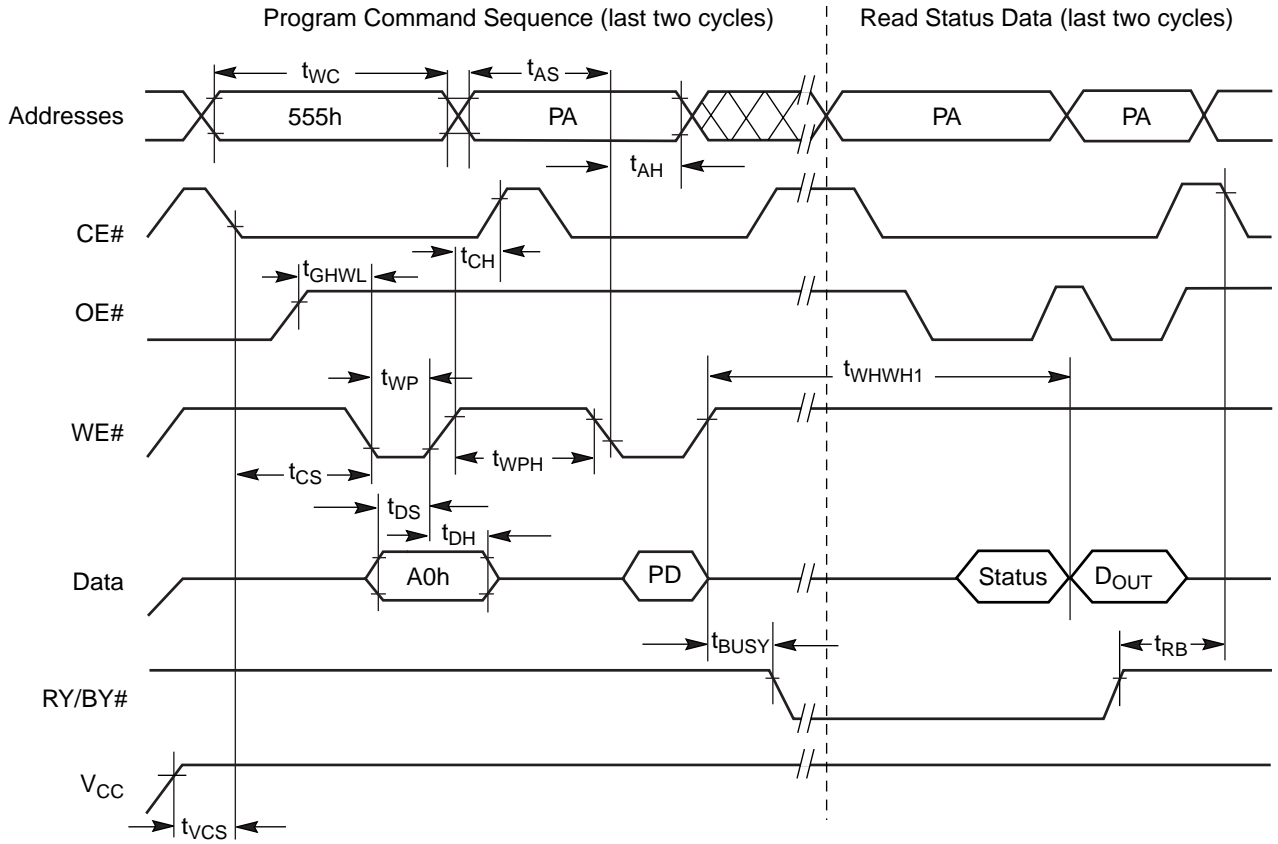 Program Command Sequence (last two cycles)
Read Status Data (last two cycles)
tWC
tAS
Addresses
555h
PA
PA
PA
tAH
CE#
tCH
tGHWL
OE#
tWP
tWHWH1
WE#
tCS
tWPH
tDS
tDH
Data
A0h
PD
Status
DOUT
tBUSY
tRB
RY/BY#
VCC
tVCS